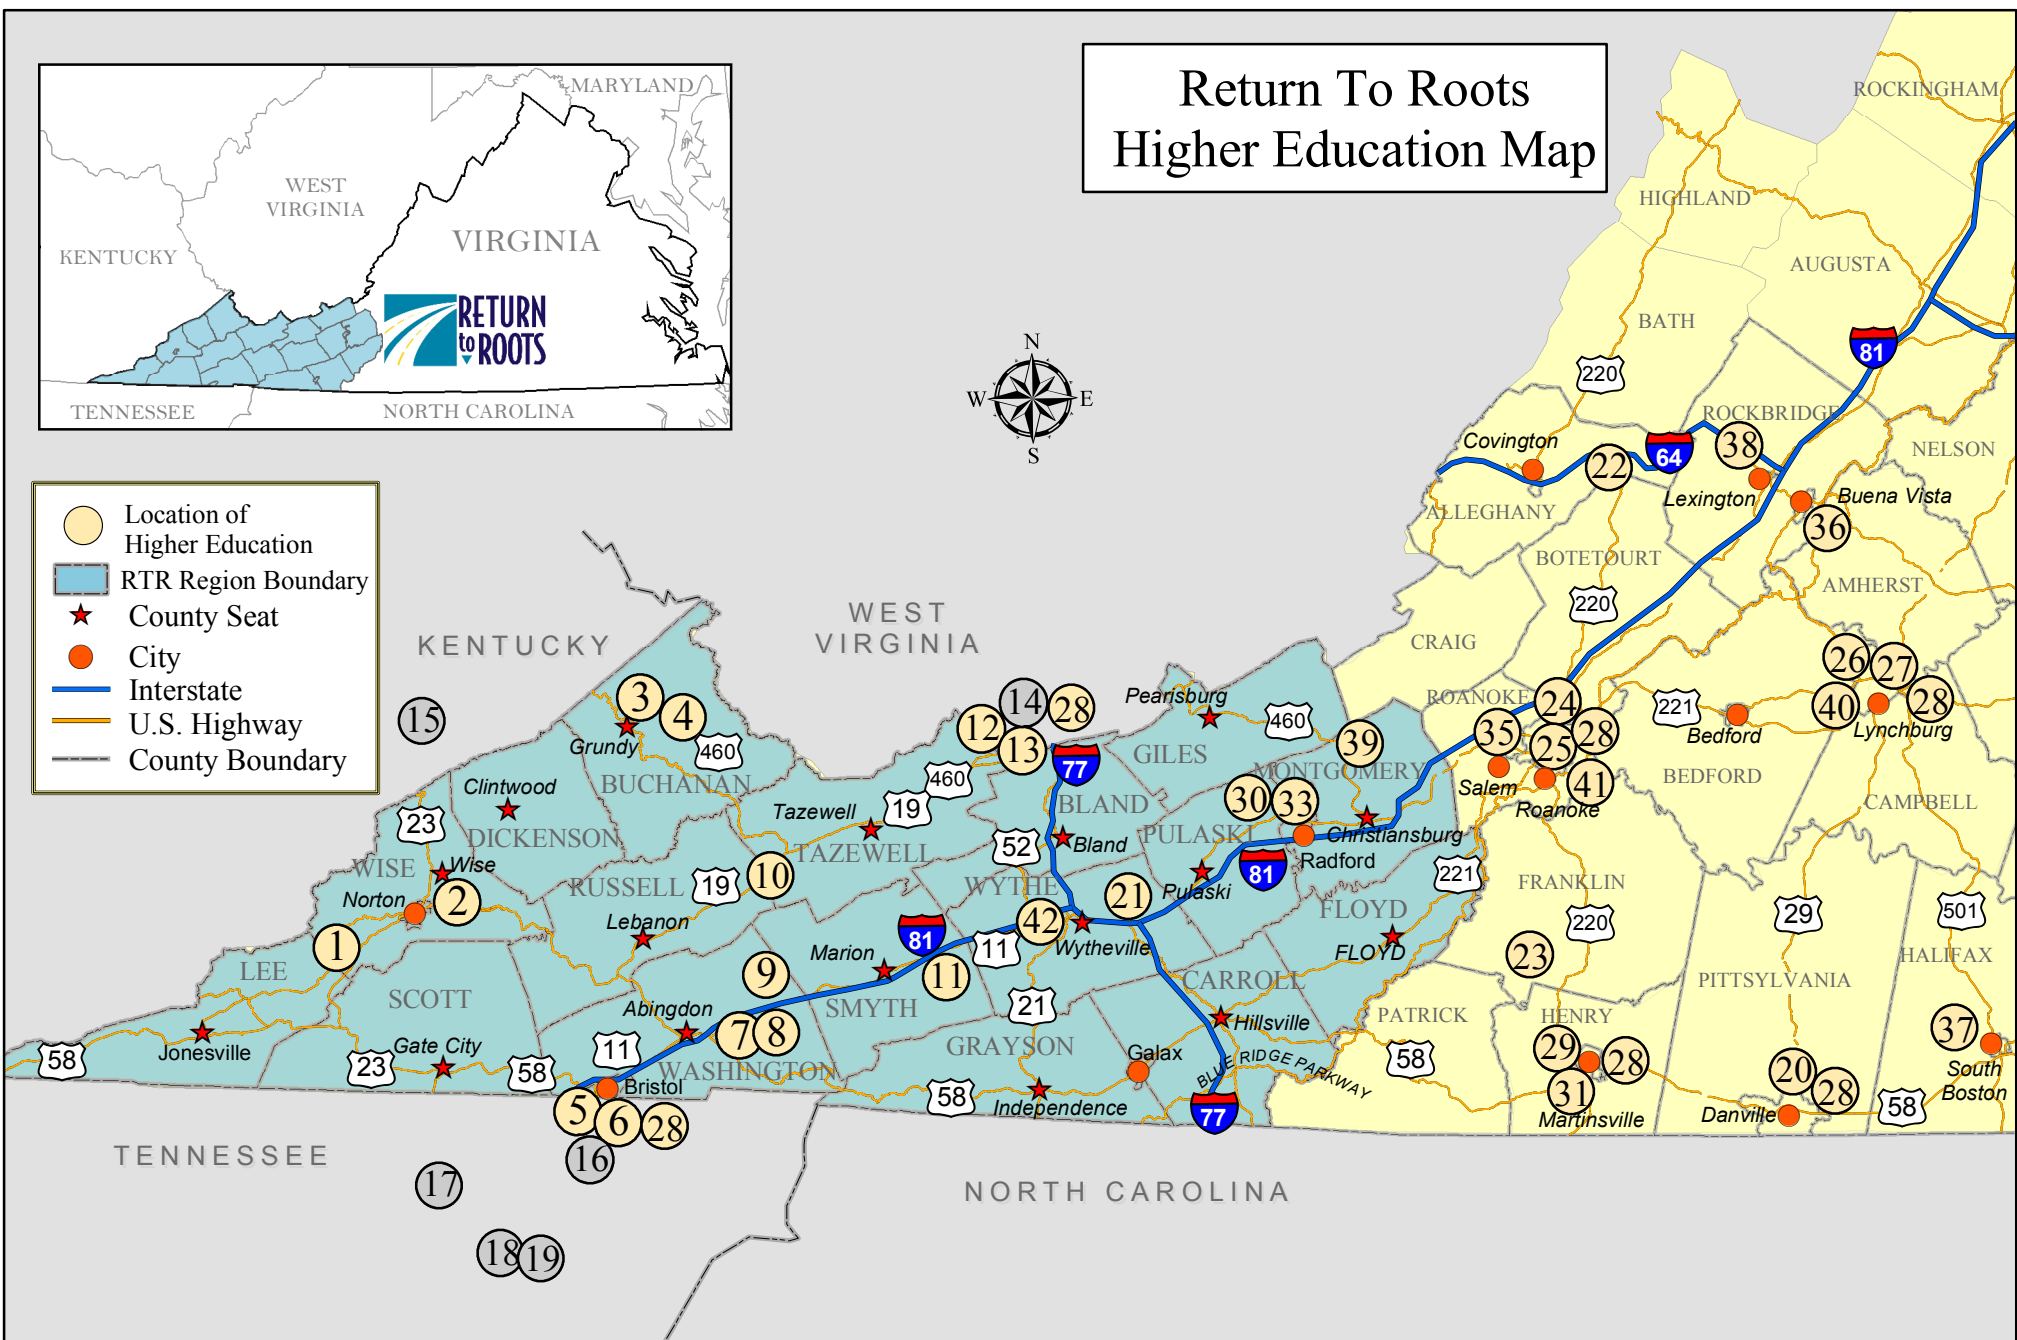 Return To Roots
Higher Education Map
MARYLAND
WEST
VIRGINIA
VIRGINIA
KENTUCKY
RETURN
to ROOTS
TENNESSEE
NORTH CAROLINA
N
W
E
S
Location of
Higher Education
RTR Region Boundary
County Seat
City
Interstate
U.S. Highway
County Boundary
ROCKINGHAM
HIGHLAND
AUGUSTA
BATH
81
220
ROCKBRIDGE
Covington
64
38
NELSON
22
Lexington
Buena Vista
ALLEGHANY
36
BOTETOURT
AMHERST
220
CRAIG
KENTUCKY
WEST
VIRGINIA
26
27
3
4
14
28
Pearisburg
ROANOKE
24
221
40
28
15
12
460
35
28
Bedford
Lynchburg
Grundy
460
13
GILES
39
25
77
MONTGOMERY
Salem
41
BEDFORD
Clintwood
BUCHANAN
460
30
33
Roanoke
CAMPBELL
Tazewell
19
BLAND
23
DICKENSON
TAZEWELL
52
Bland
PULASKI
Christiansburg
WISE
Wise
RUSSELL
19
10
WYTHE
81
Radford
221
FRANKLIN
Norton
2
21
Pulaski
FLOYD
29
501
1
Lebanon
81
42
220
Marion
11
Wytheville
FLOYD
23
HALIFAX
LEE
9
11
CARROLL
PITTSYLVANIA
SCOTT
Abingdon
SMYTH
21
PATRICK
HENRY
37
Jonesville
7
8
Hillsville
58
23
Gate City
11
GRAYSON
Galax
58
29
28
South
Boston
58
Bristol
WASHINGTON
BLUE RIDGE PARKWAY
20
28
58
5
6
28
58
Independence
77
31
Martinsville
Danville
16
TENNESSEE
17
NORTH CAROLINA
18
19